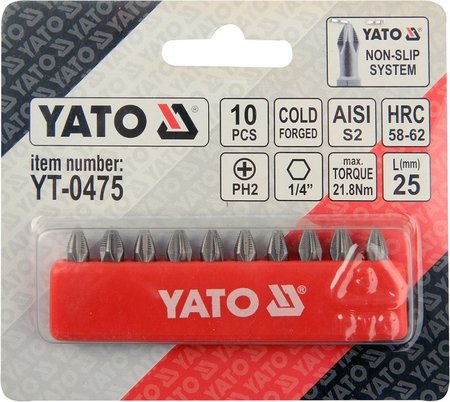 YATO
NON-SLIP
SYSTEM
YATO
10
PCS
COLD
FORGED
AISI
S2
HRC
58-62
item number:
YT-0475
PH2
1/4"
max.
TORQUE
21.8Nm
L(mm)
25
YATO